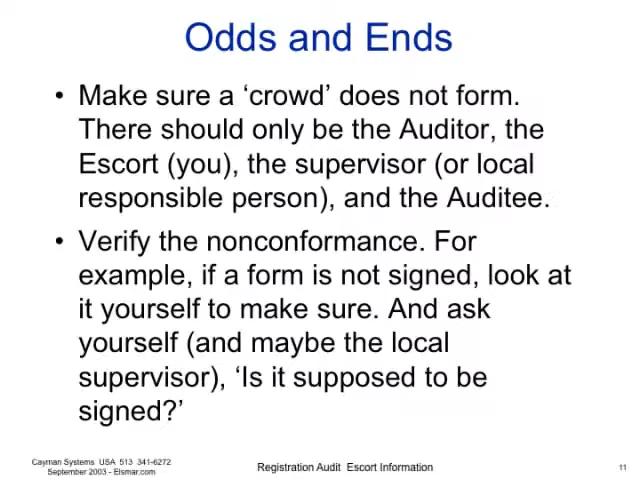 Odds and Ends
• Make sure a ‘crowd’ does not form.
There should only be the Auditor, the
Escort (you), the supervisor (or local
responsible person), and the Auditee.
• Verify the nonconformance. For
example, if a form is not signed, look at
it yourself to make sure. And ask
yourself (and maybe the local
supervisor), ‘Is it supposed to be
signed?’
Cayman Systems USA 513 341-6272
September 2003 - Elsmar.com
Registration Audit Escort Information
11